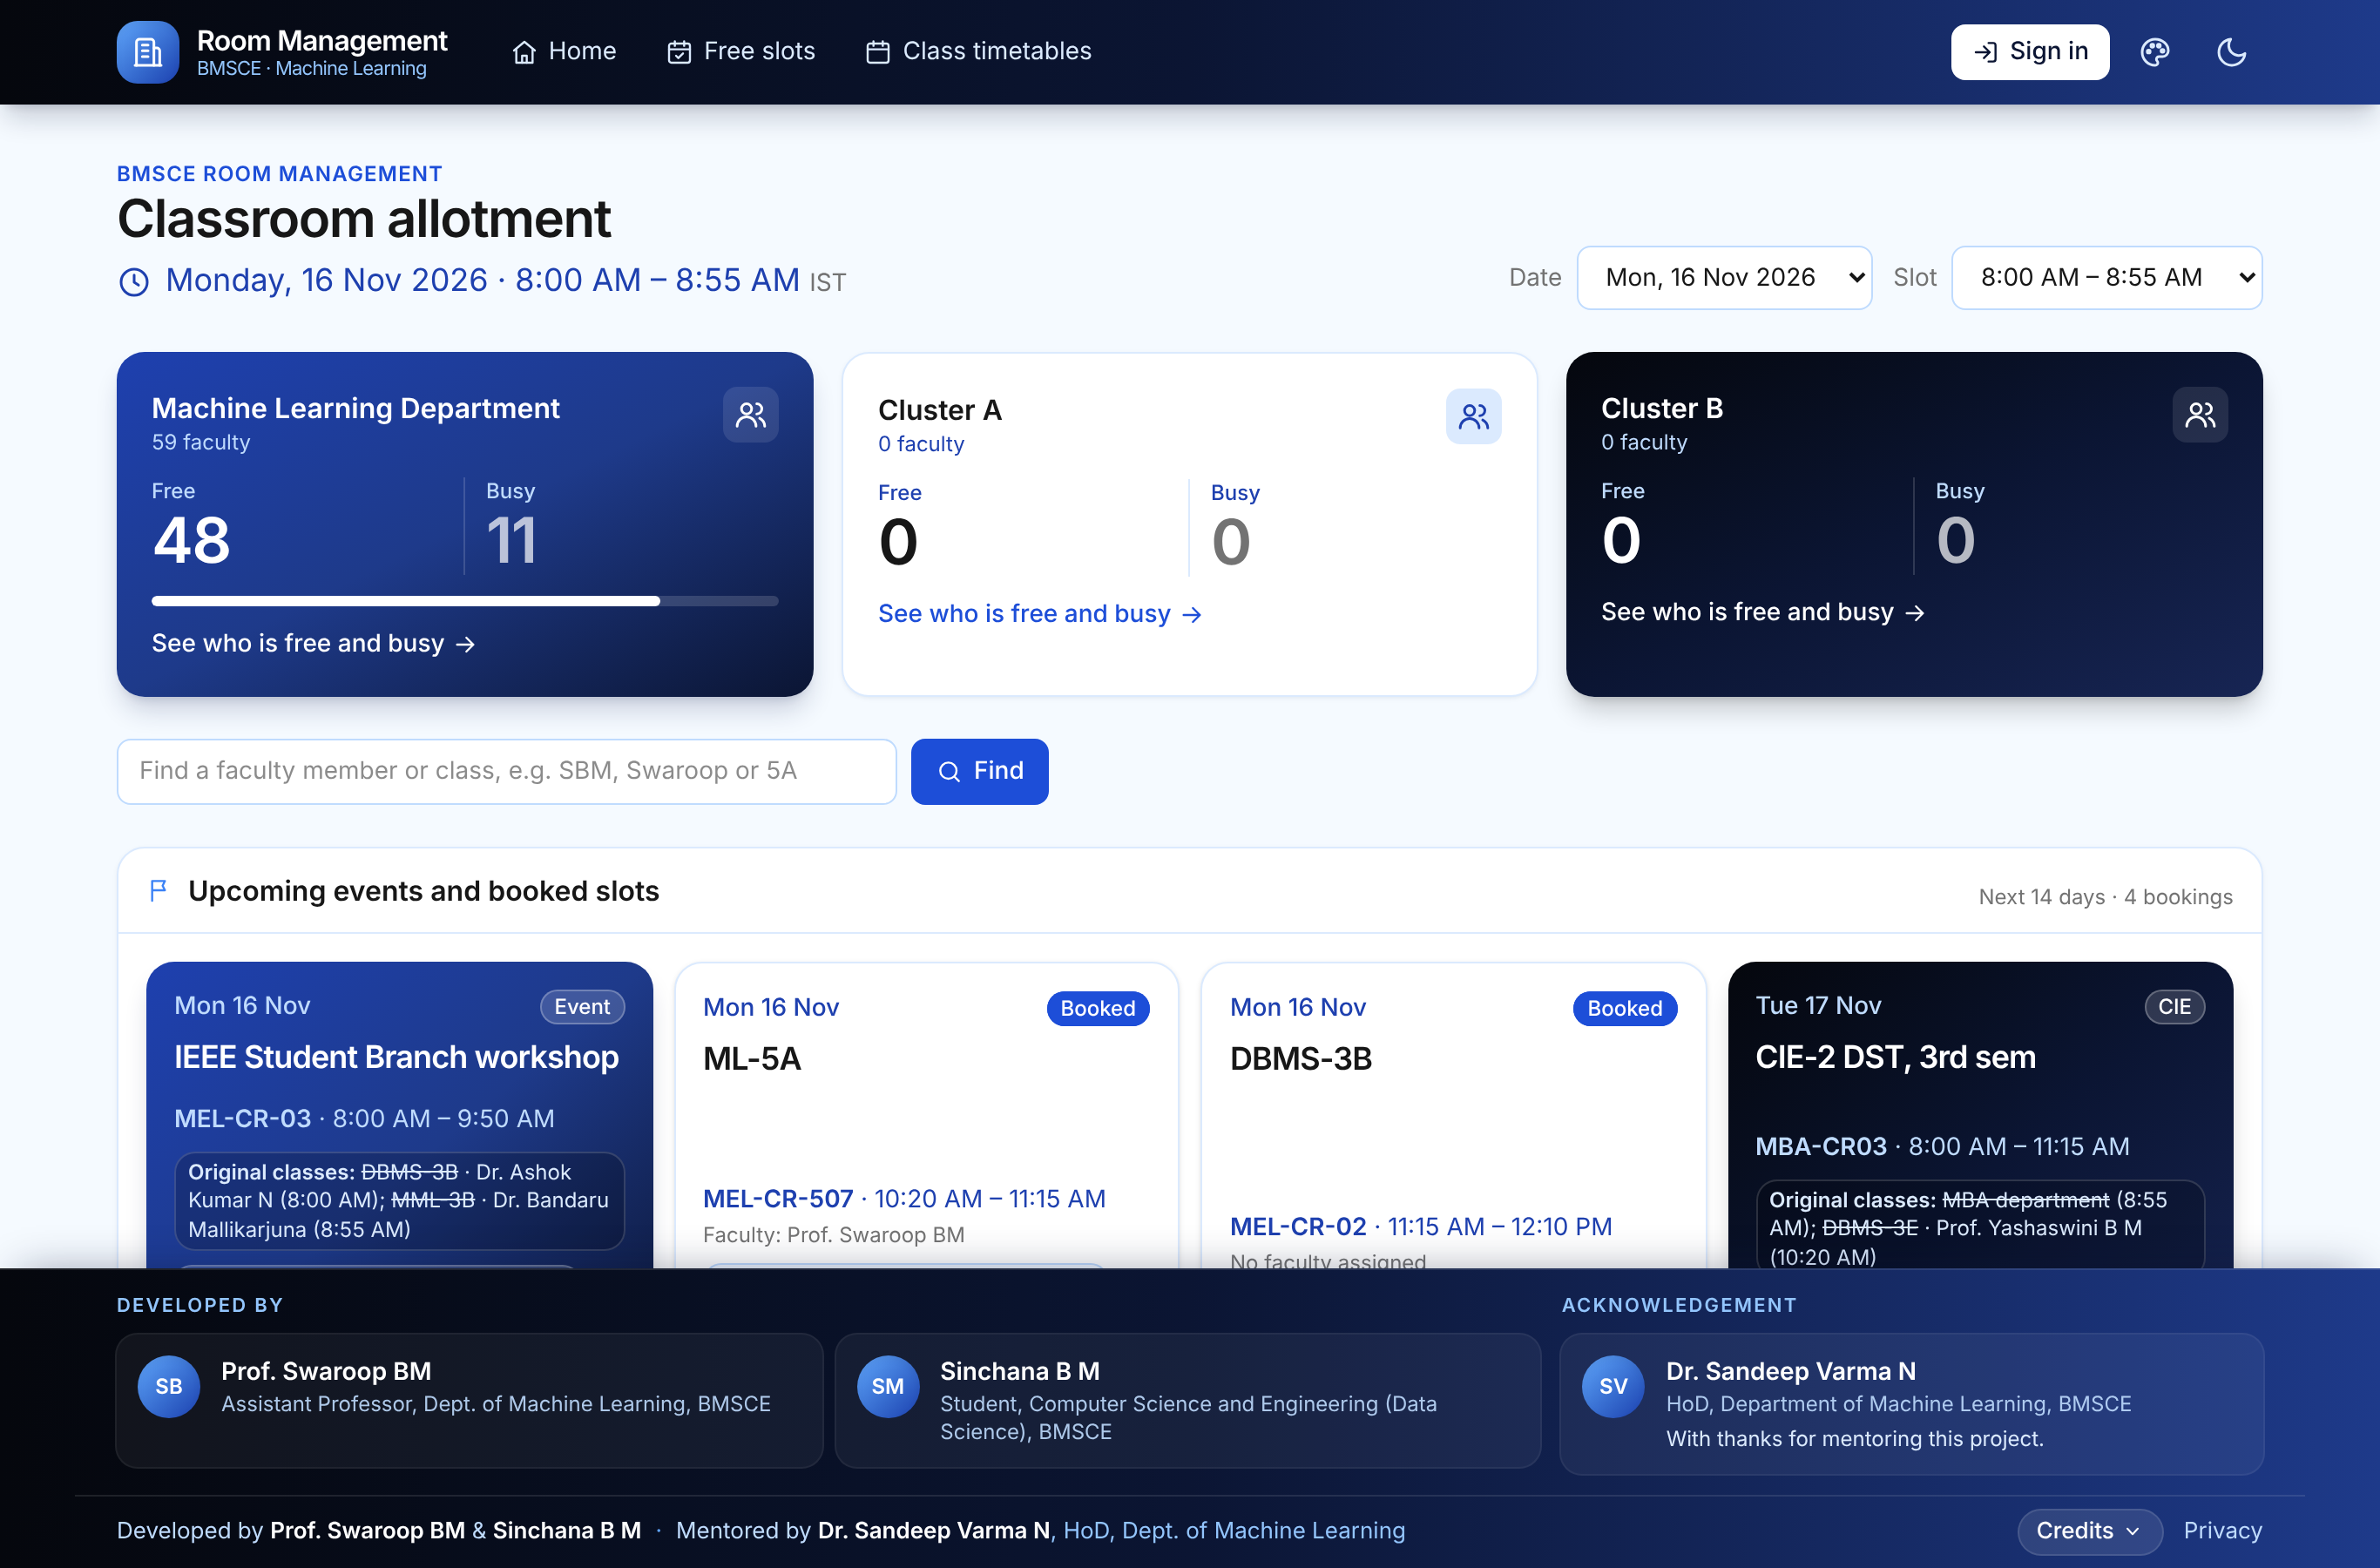 Room Management
BMSCE · Machine Learning
Home
Free slots
Class timetables
Sign in
BMSCE ROOM MANAGEMENT
Classroom allotment
Monday, 16 Nov 2026 · 8:00 AM – 8:55 AM IST
Date
Mon, 16 Nov 2026
Slot
8:00 AM – 8:55 AM
Machine Learning Department
59 faculty
Free
48
Busy
11
See who is free and busy →
Cluster A
0 faculty
Free
0
Busy
0
See who is free and busy →
Cluster B
0 faculty
Free
0
Busy
0
See who is free and busy →
Find a faculty member or class, e.g. SBM, Swaroop or 5A
Find
Upcoming events and booked slots
Next 14 days · 4 bookings
Mon 16 Nov
Event
IEEE Student Branch workshop
MEL-CR-03 · 8:00 AM – 9:50 AM
Original classes: DBMS-3B · Dr. Ashok
Kumar N (8:00 AM); MML-3B · Dr. Bandaru
Mallikarjuna (8:55 AM)
Mon 16 Nov
Booked
ML-5A
MEL-CR-507 · 10:20 AM – 11:15 AM
Faculty: Prof. Swaroop BM
Mon 16 Nov
Booked
DBMS-3B
MEL-CR-02 · 11:15 AM – 12:10 PM
No faculty assigned
Tue 17 Nov
CIE
CIE-2 DST, 3rd sem
MBA-CR03 · 8:00 AM – 11:15 AM
Original classes: MBA department (8:55
AM); DBMS-3E · Prof. Yashaswini B M
(10:20 AM)
DEVELOPED BY
SB
Prof. Swaroop BM
Assistant Professor, Dept. of Machine Learning, BMSCE
SM
Sinchana B M
Student, Computer Science and Engineering (Data
Science), BMSCE
ACKNOWLEDGEMENT
SV
Dr. Sandeep Varma N
HoD, Department of Machine Learning, BMSCE
With thanks for mentoring this project.
Developed by Prof. Swaroop BM & Sinchana B M · Mentored by Dr. Sandeep Varma N, HoD, Dept. of Machine Learning
Credits
Privacy